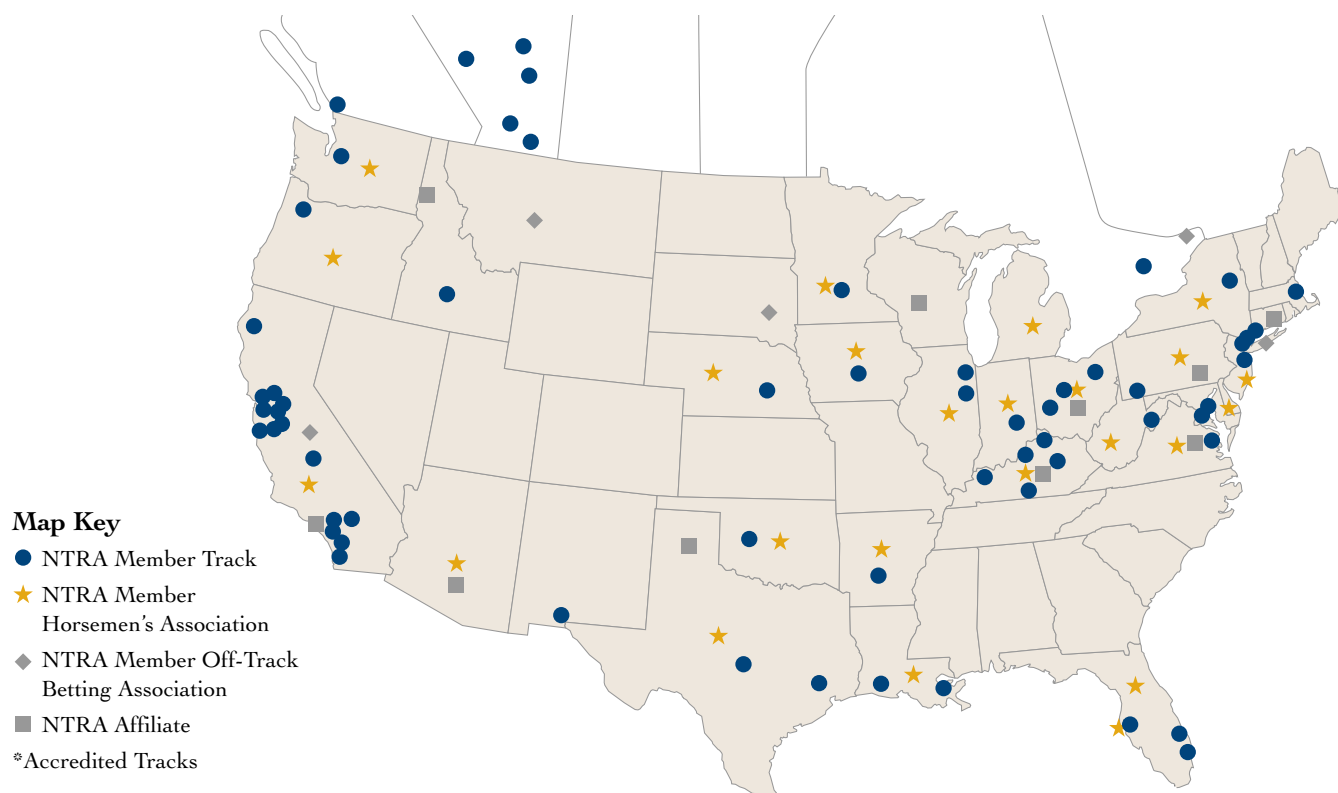 Map Key
NTRA Member Track
NTRA Member
Horsemen's Association
NTRA Member Off-Track
Betting Association
NTRA Affiliate
*Accredited Tracks